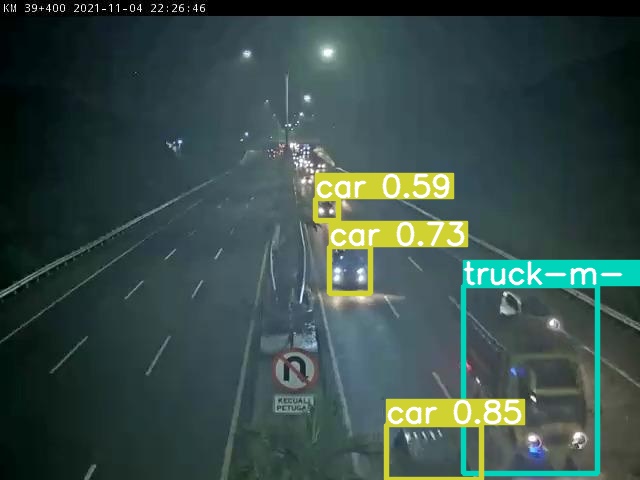 KM 39+400 2021-11-04 22:26:46
car 0.59
car 0.73
truck-m-
car 0.85
KECUALI
PETUGAS